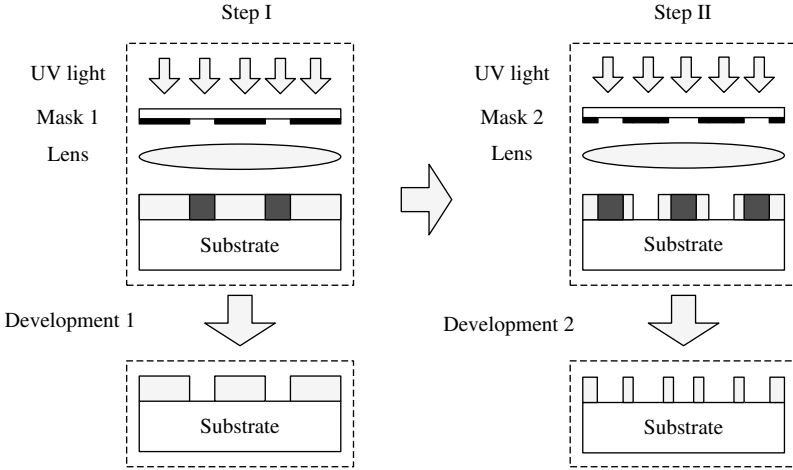 Step I
UV light
Mask 1
Lens
Substrate
Development 1
Substrate
Step II
UV light
Mask 2
Lens
Substrate
Development 2
Substrate